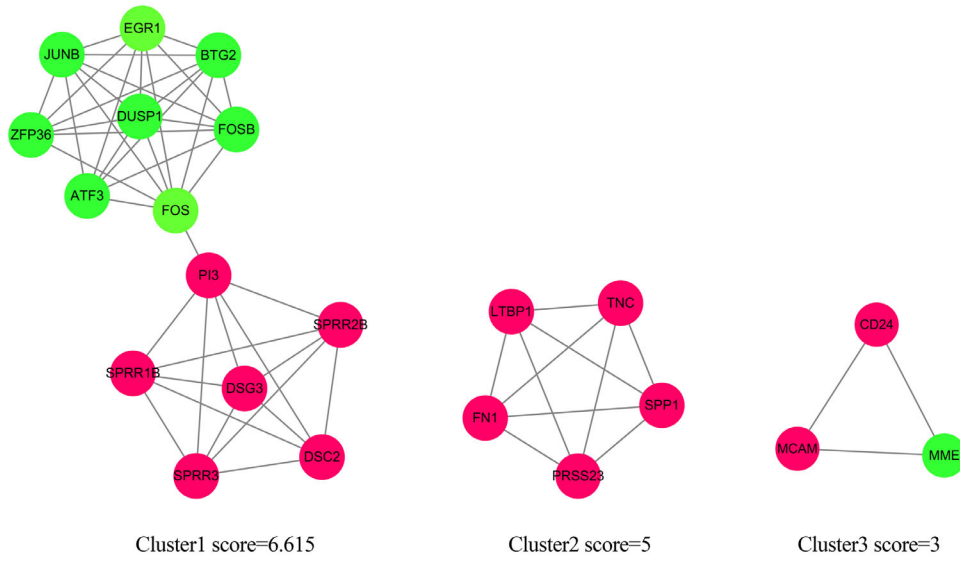 EGR1
JUNB
BTG2
DUSP1
ZFP36
FOSB
ATF3
FOS
PI3
SPRR2B
SPRR1B
DSG3
DSC2
SPRR3
LTBP1
TNC
SPP1
FN1
PRSS23
CD24
MCAM
MME
Cluster1 score=6.615
Cluster2 score=5
Cluster3 score=3